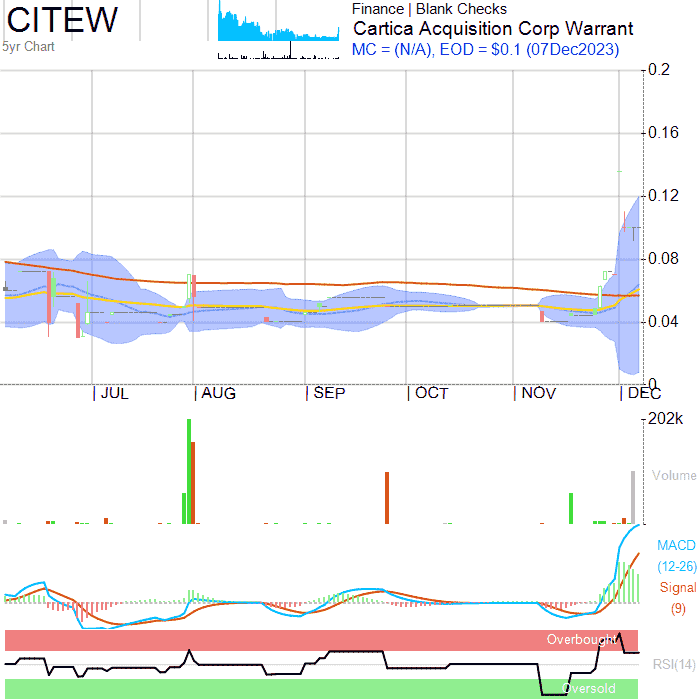 CITEW
5yr Chart
Finance | Blank Checks
Cartica Acquisition Corp Warrant
MC = (N/A), EOD = $0.1 (07Dec2023)
0.2
0.16
0.12
0.08
0.04
0
JUL AUG SEP OCT NOV DEC
202k
Volume
MACD
(12-26)
Signal
(9)
Overbought
RSI(14)
Oversold